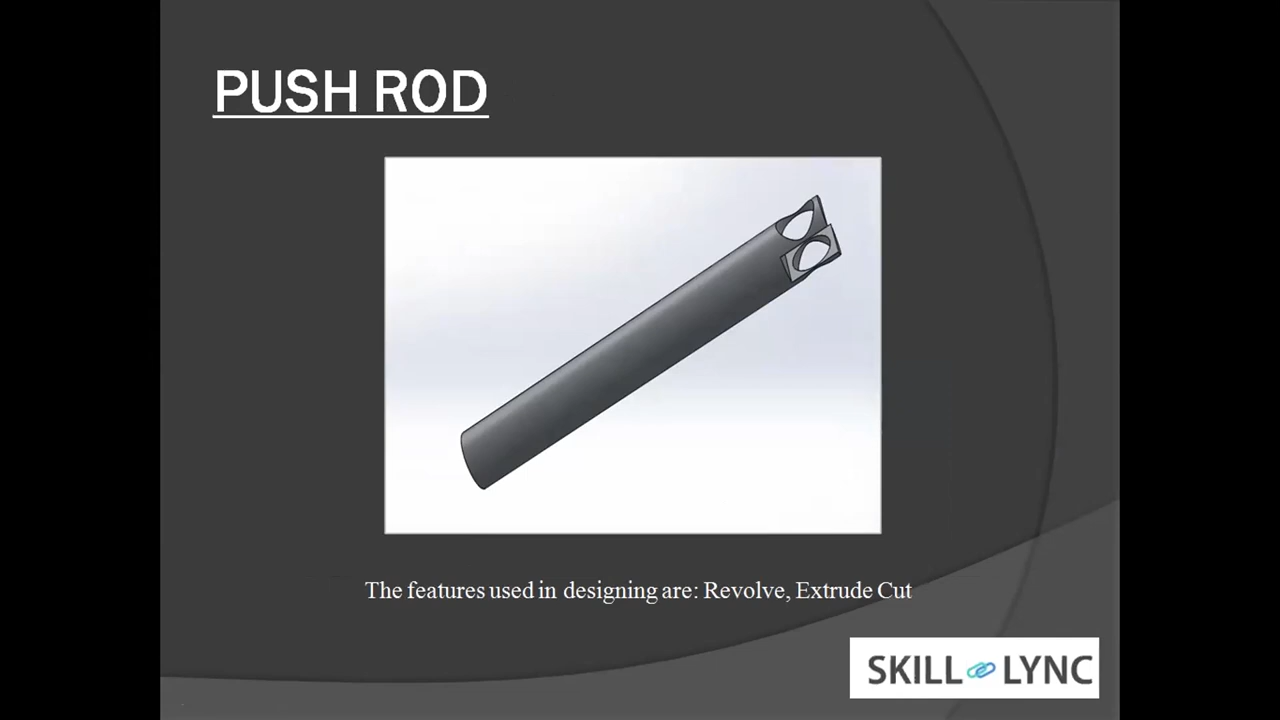 PUSH ROD
The features used in designing are: Revolve, Extrude Cut
SKILL LYNC